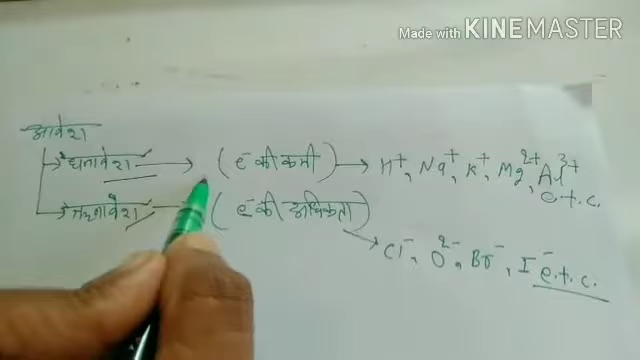 Made with KINEMASTER
आवेश
धनावेश → (e⁻ की कमी) → H⁺, Na⁺, K⁺, Mg²⁺, Al³⁺ e.t.c.
ऋणावेश (e⁻ की अधिकता) → Cl⁻, O²⁻, Br⁻, I⁻ e.t.c.